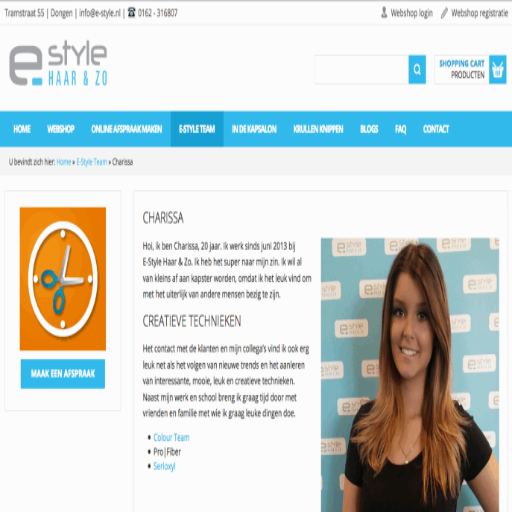 Tramstraat 55 | Dongen | info@e-style.nl | 0162 - 316807
Webshop login
Webshop registratie
e style
HAAR & ZO
SHOPPING CART
PRODUCTEN
HOME
WEBSHOP
ONLINE AFSPRAAK MAKEN
E-STYLE TEAM
IN DE KAPSALON
KRULLEN KNIPPEN
BLOGS
FAQ
CONTACT
U bevindt zich hier: Home » E-Style Team » Charissa
MAAK EEN AFSPRAAK
CHARISSA
Hoi, ik ben Charissa, 20 jaar. Ik werk sinds juni 2013 bij
E-Style Haar & Zo. Ik heb het super naar mijn zin. Ik wil al
van kleins af aan kapster worden, omdat ik het leuk vind om
met het uiterlijk van andere mensen bezig te zijn.
CREATIEVE TECHNIEKEN
Het contact met de klanten en mijn collega's vind ik ook erg
leuk net als het volgen van nieuwe trends en het aanleren
van interessante, mooie, leuk en creatieve technieken.
Naast mijn werk en school breng ik graag tijd door met
vrienden en familie met wie ik graag leuke dingen doe.
• Colour Team
• Pro|Fiber
• Serioxyl